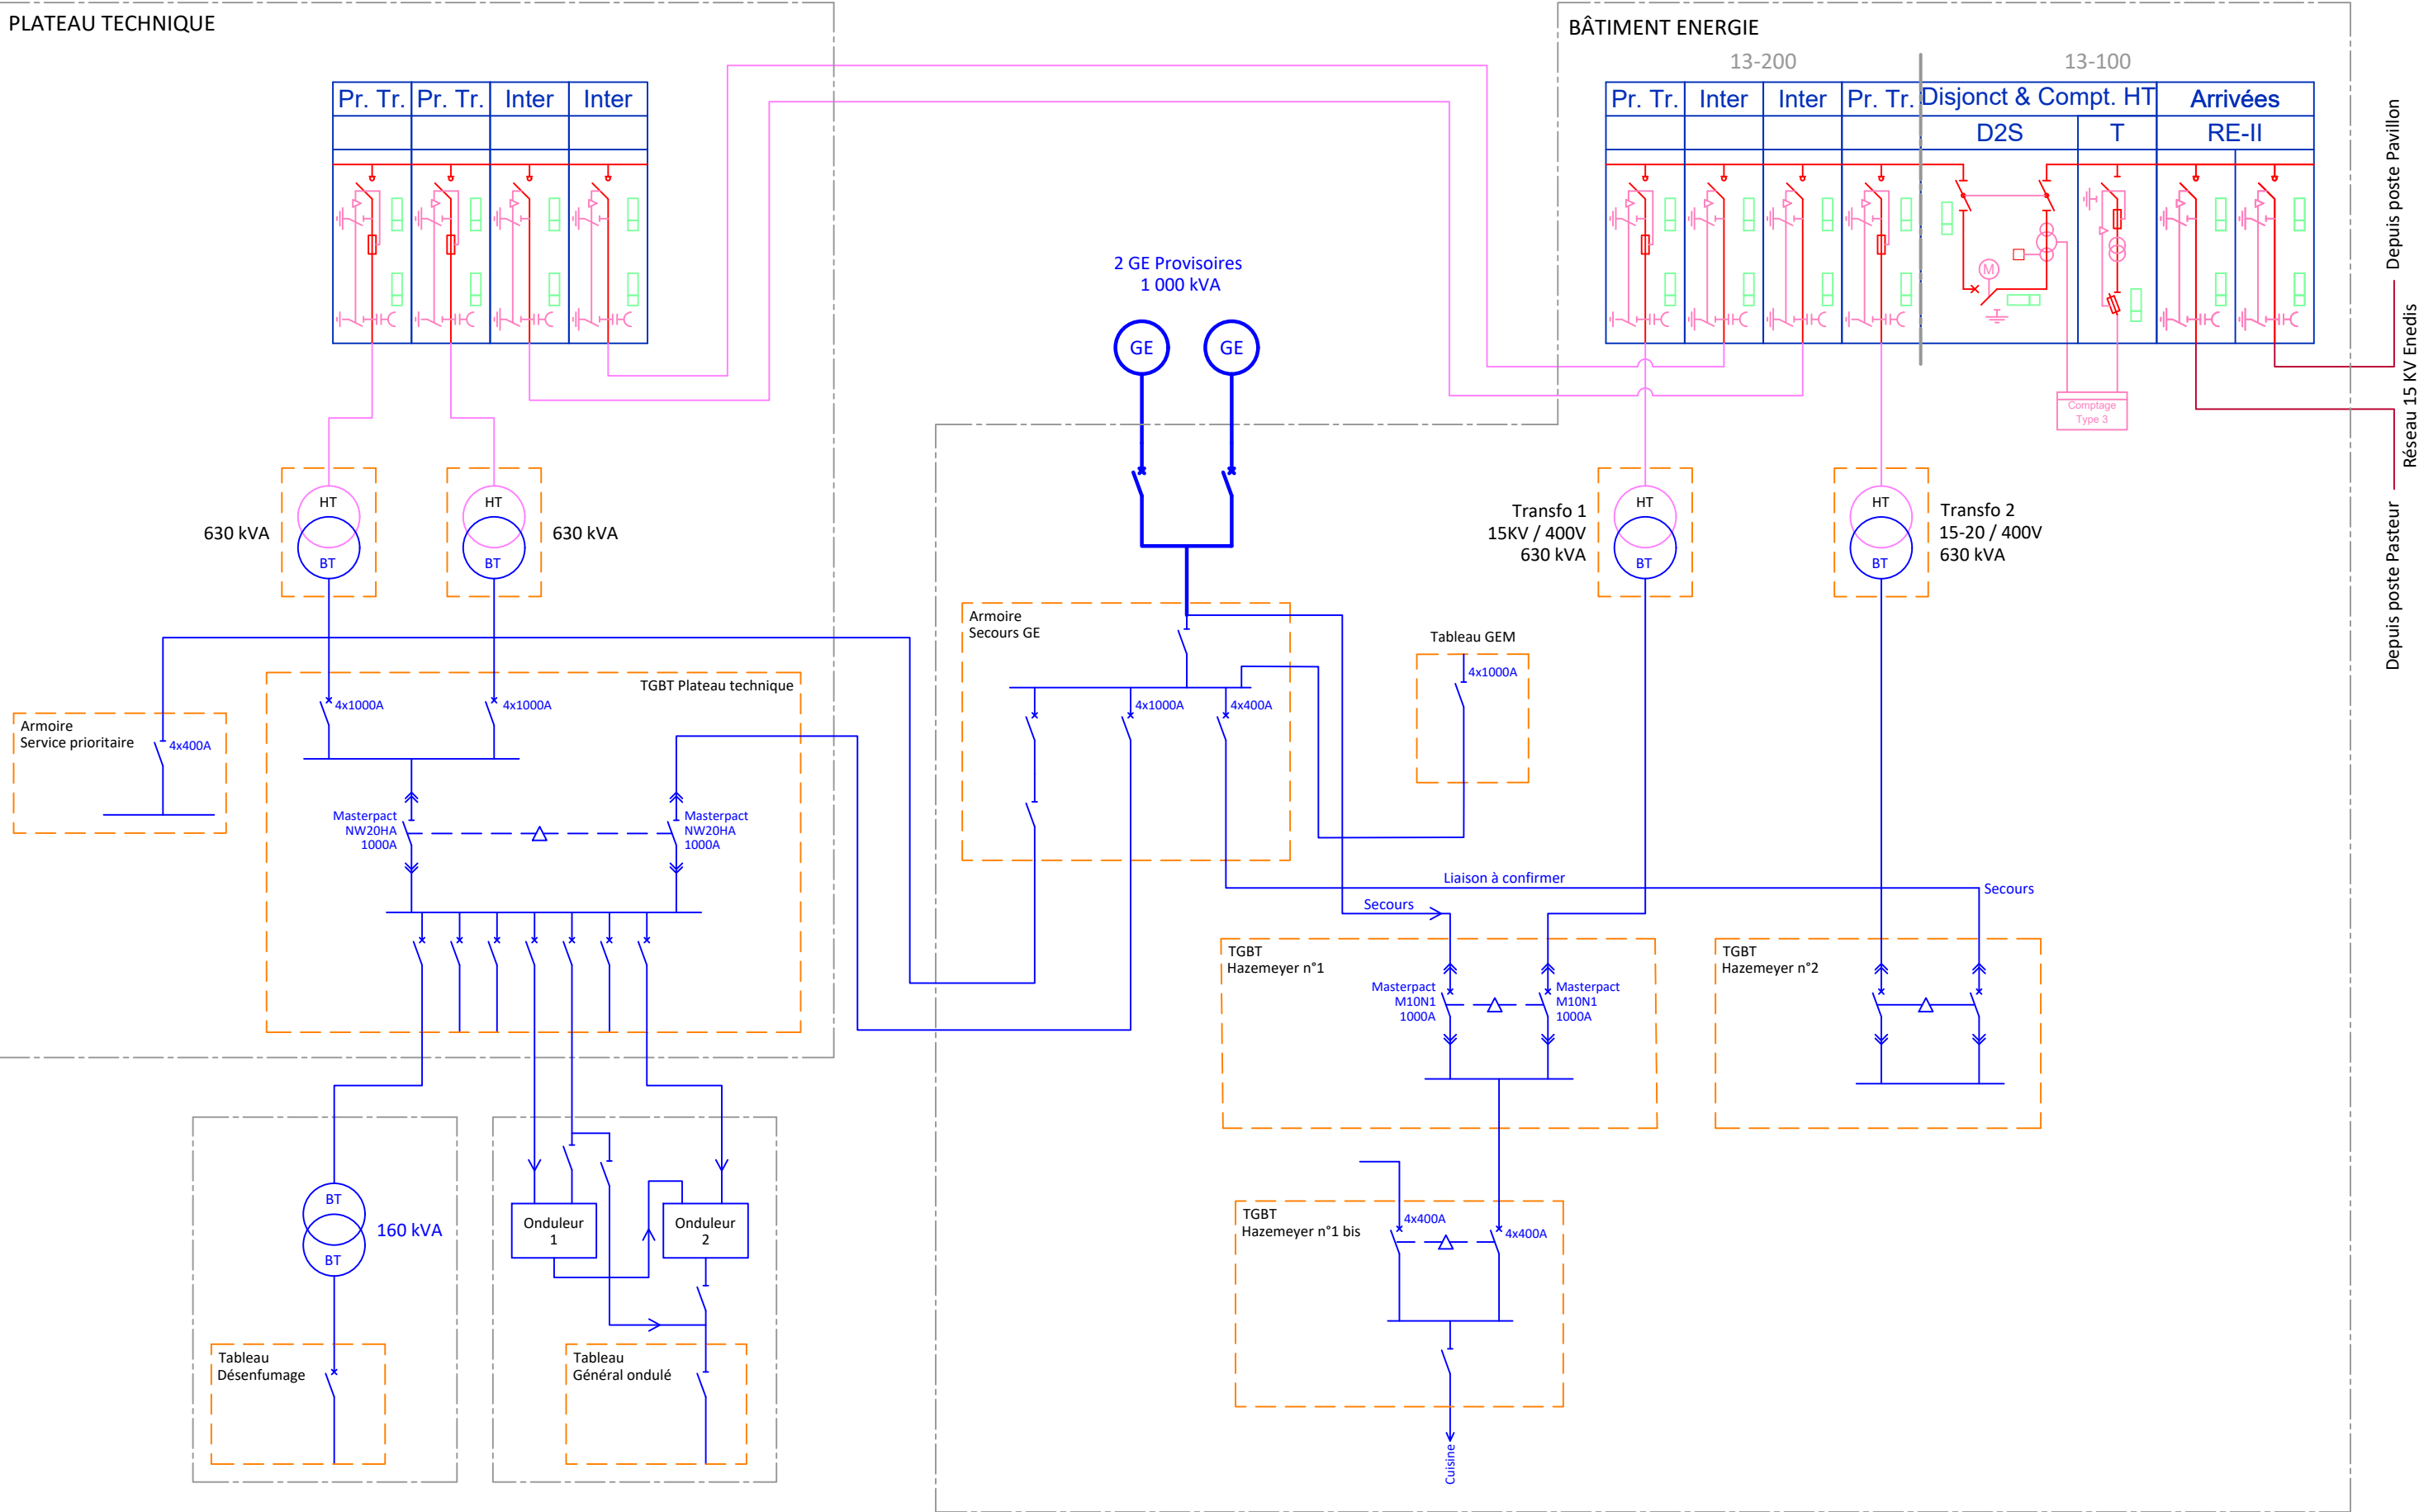 PLATEAU TECHNIQUE
BÂTIMENT ENERGIE
13-200
13-100
Pr. Tr.
Pr. Tr.
Inter
Inter
Pr. Tr.
Inter
Inter
Pr. Tr.
Disjonct & Compt. HT
Arrivées
D2S
T
RE-II
M
Comptage
Type 3
Depuis poste Pavillon
Réseau 15 KV Enedis
Depuis poste Pasteur
2 GE Provisoires
1 000 kVA
GE
GE
HT
BT
630 kVA
HT
BT
630 kVA
Transfo 1
15KV / 400V
630 kVA
HT
BT
HT
BT
Transfo 2
15-20 / 400V
630 kVA
Armoire
Secours GE
4x1000A
4x400A
Tableau GEM
4x1000A
TGBT Plateau technique
4x1000A
4x1000A
Armoire
Service prioritaire
4x400A
Masterpact
NW20HA
1000A
Masterpact
NW20HA
1000A
Liaison à confirmer
Secours
Secours
TGBT
Hazemeyer n°1
Masterpact
M10N1
1000A
Masterpact
M10N1
1000A
TGBT
Hazemeyer n°2
BT
BT
160 kVA
Onduleur
1
Onduleur
2
TGBT
Hazemeyer n°1 bis
4x400A
4x400A
Tableau
Désenfumage
Tableau
Général ondulé
Cuisine